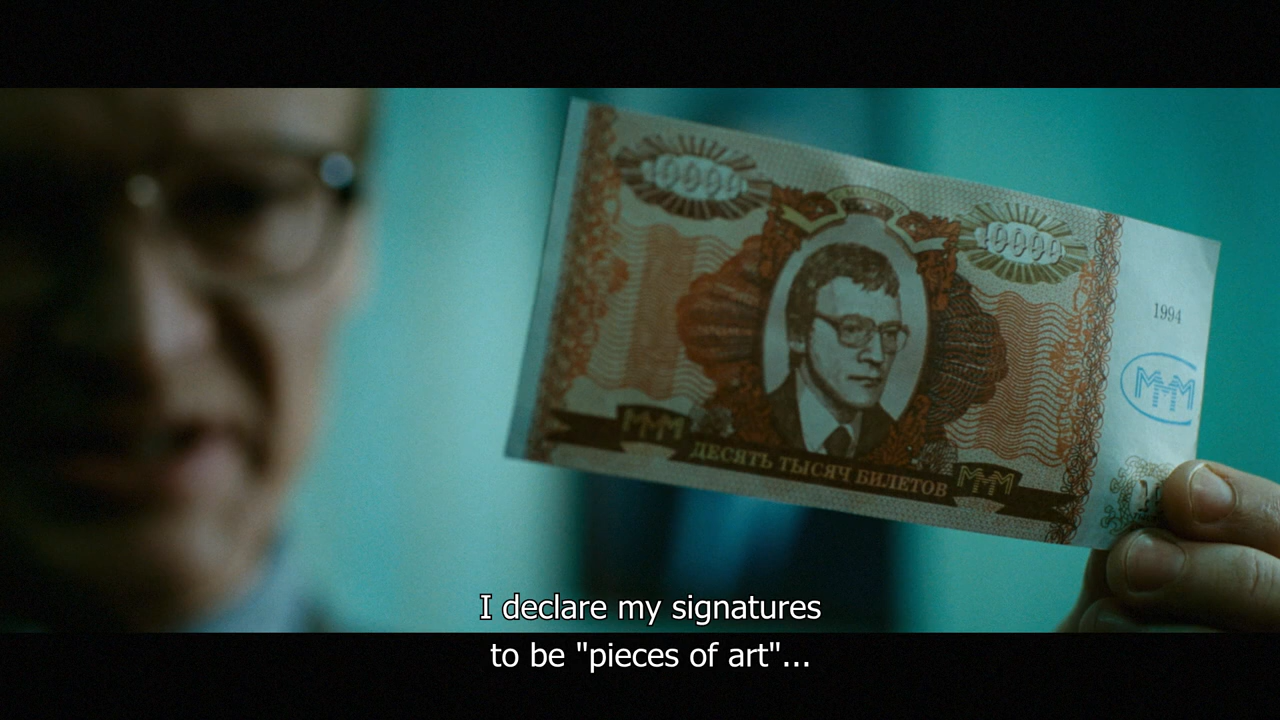 10000
10000
1994
МММ
МММ
ДЕСЯТЬ ТЫСЯЧ БИЛЕТОВ
МММ
I declare my signatures
to be "pieces of art"...